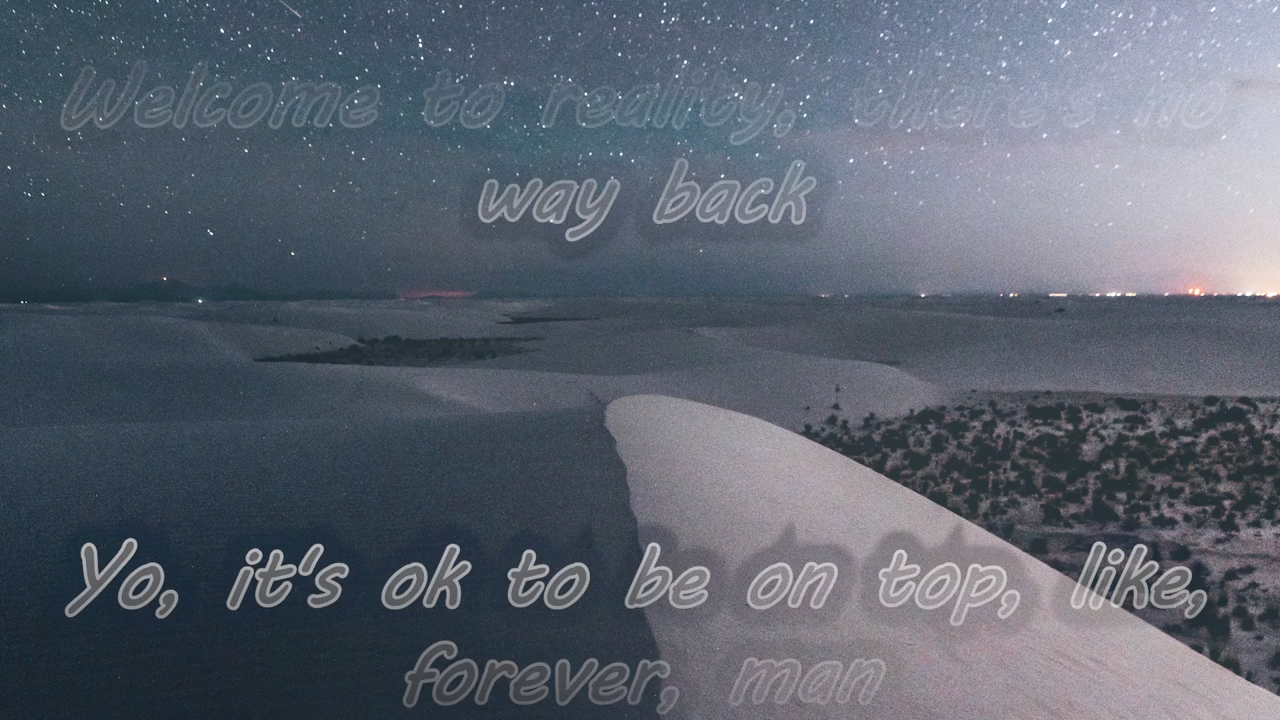 Welcome to reality, there's no
way back
Yo, it's ok to be on top, like,
forever, man